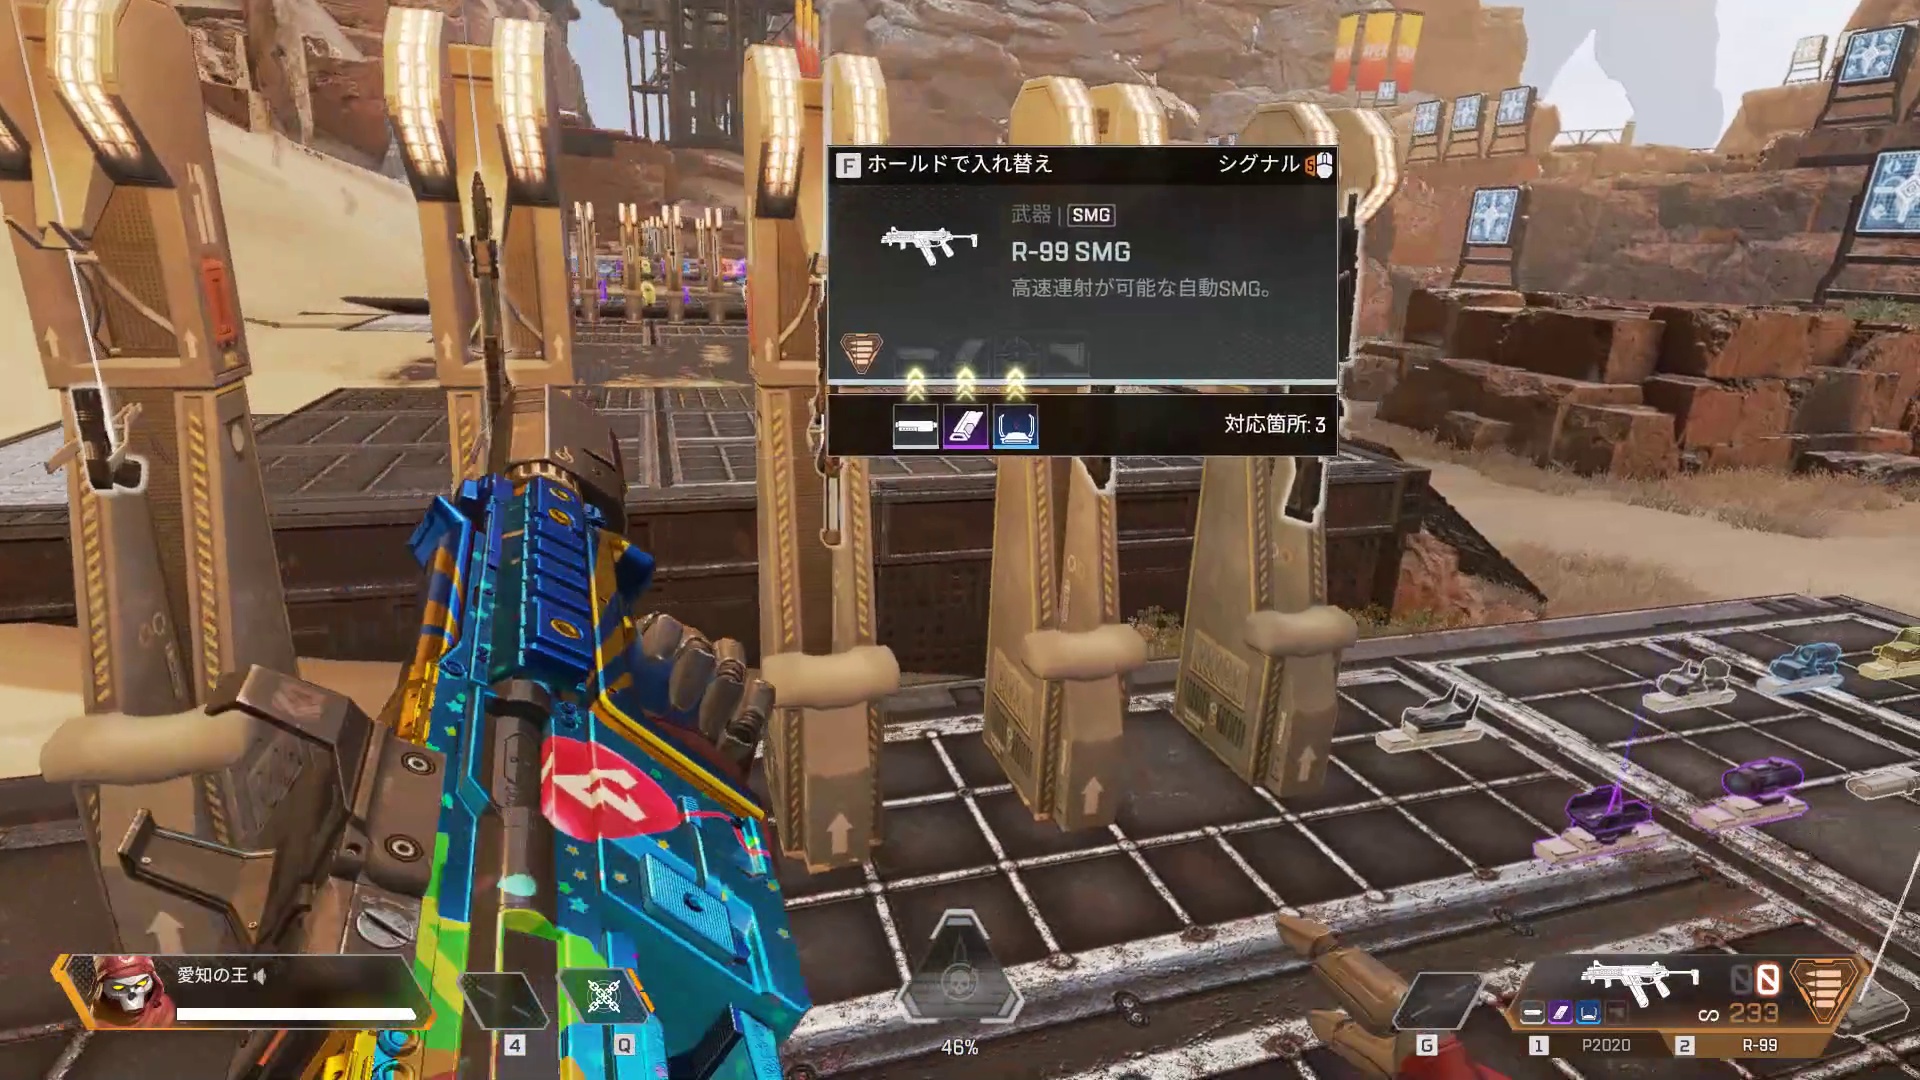 F ホールドで入れ替え
シグナル 5
武器 | SMG
R-99 SMG
高速連射が可能な自動SMG。
対応箇所: 3
愛知の王
4
Q
46%
G
00
∞ 233
1 P2020
2 R-99